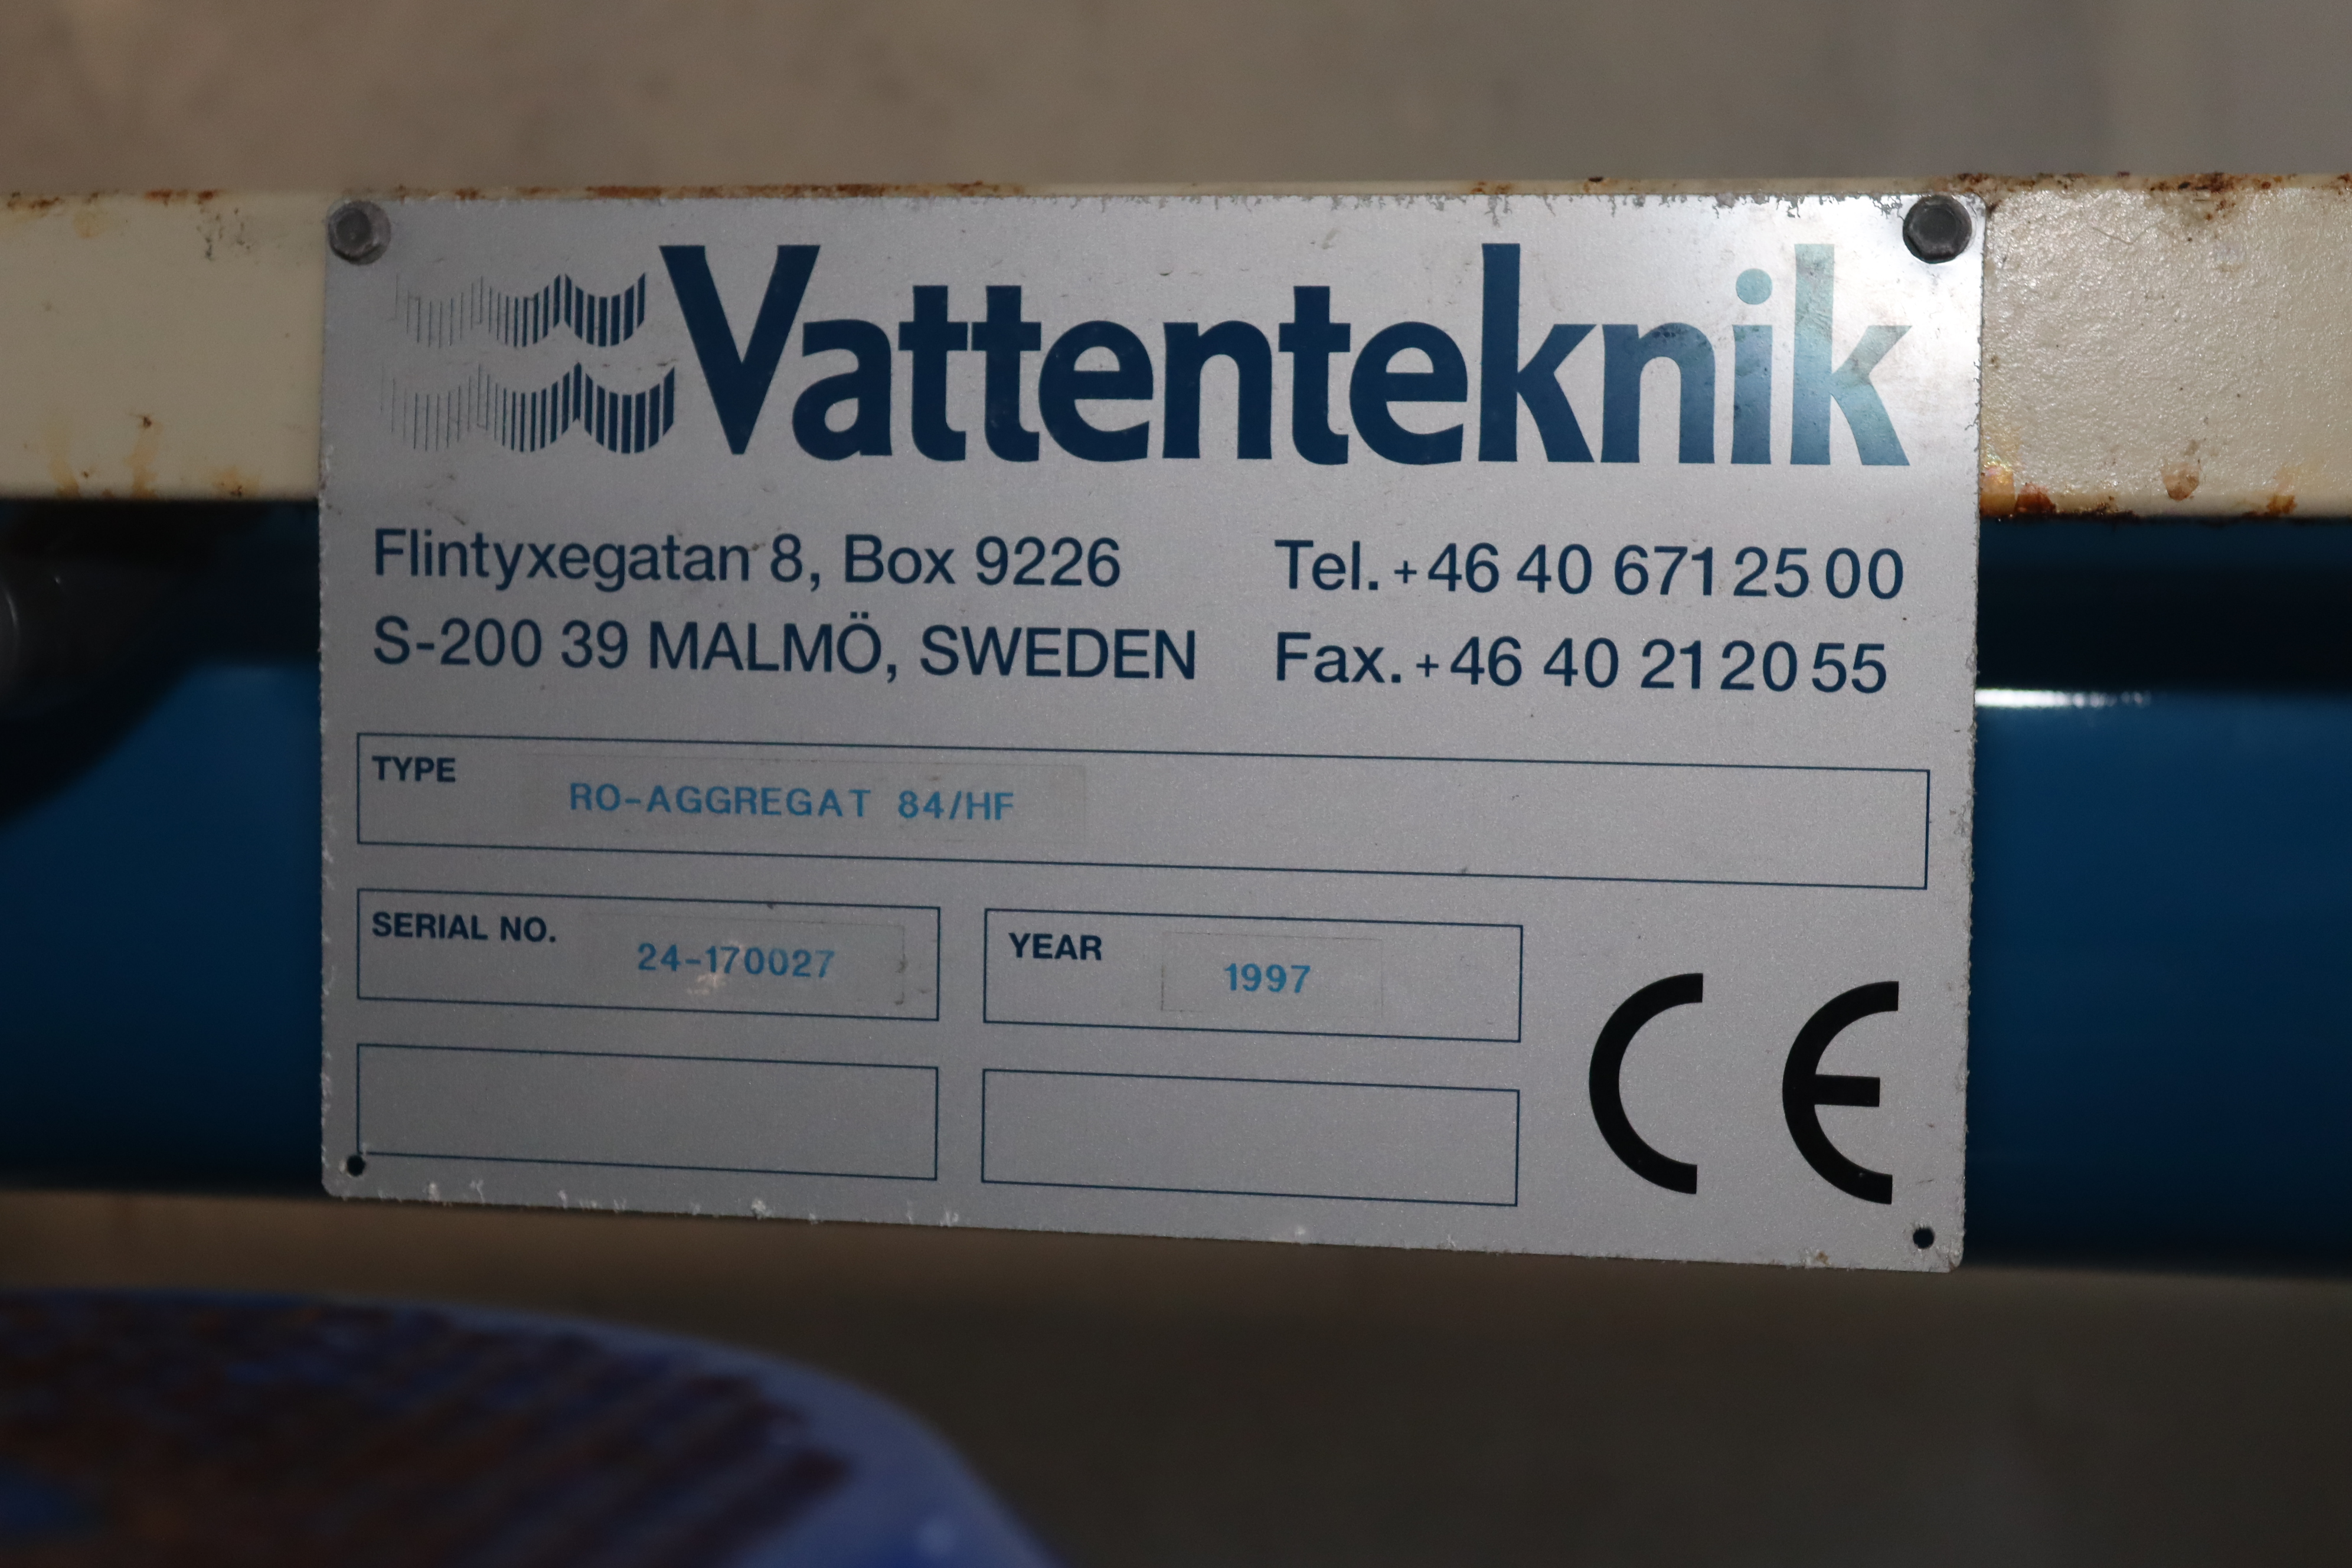 Vattenteknik
Flintyxegatan 8, Box 9226
S-200 39 MALMÖ, SWEDEN
Tel. +46 40 671 25 00
Fax. +46 40 21 20 55
TYPE RO-AGGREGAT 84/HF
SERIAL NO. 24-170027
YEAR 1997
CE